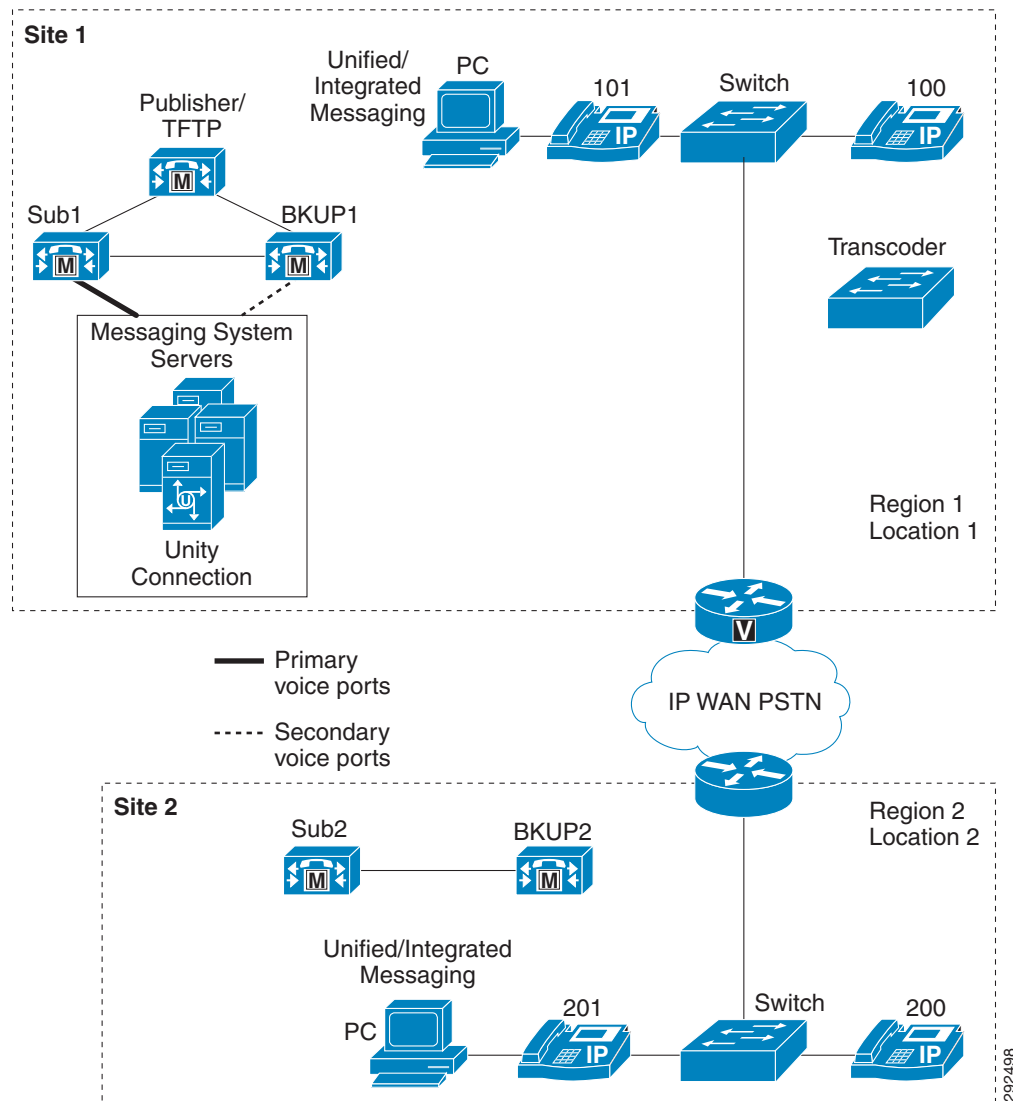 Site 1
Unified/
Integrated
Messaging
PC
101
Switch
100
Publisher/
TFTP
IP
IP
M
Sub1
BKUP1
M
M
Transcoder
Messaging System
Servers
U
Unity
Connection
Region 1
Location 1
V
Primary
voice ports
IP WAN PSTN
Secondary
voice ports
Site 2
Region 2
Location 2
Sub2
BKUP2
M
M
Unified/Integrated
Messaging
PC
201
Switch
200
IP
IP
292498